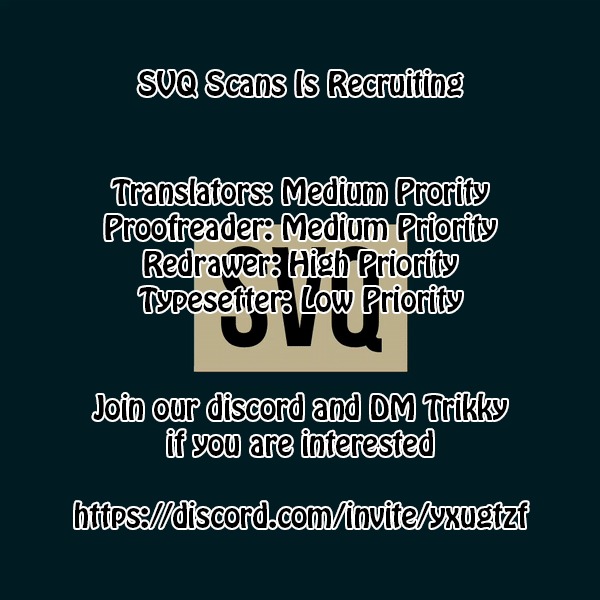 SVQ Scans Is Recruiting
Translators: Medium Prority
Proofreader: Medium Priority
Redrawer: High Priority
Typesetter: Low Priority
SVQ
Join our discord and DM Trikky
if you are interested
https://discord.com/invite/yxugtzf